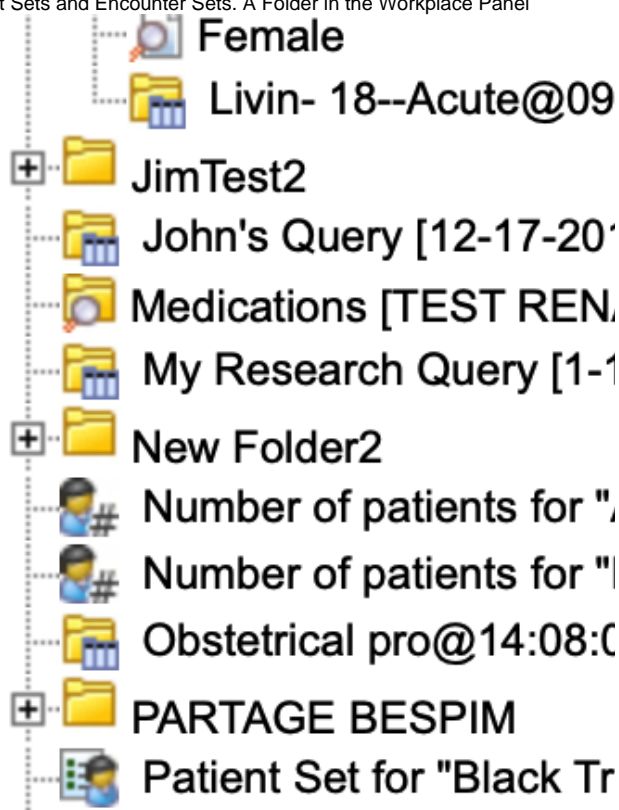 t Sets and Encounter Sets. A Folder in the Workplace Panel
Female
Livin- 18--Acute@09
JimTest2
John's Query [12-17-201
Medications [TEST RENA
My Research Query [1-1
New Folder2
Number of patients for "A
Number of patients for "
Obstetrical pro@14:08:0
PARTAGE BESPIM
Patient Set for "Black Tr